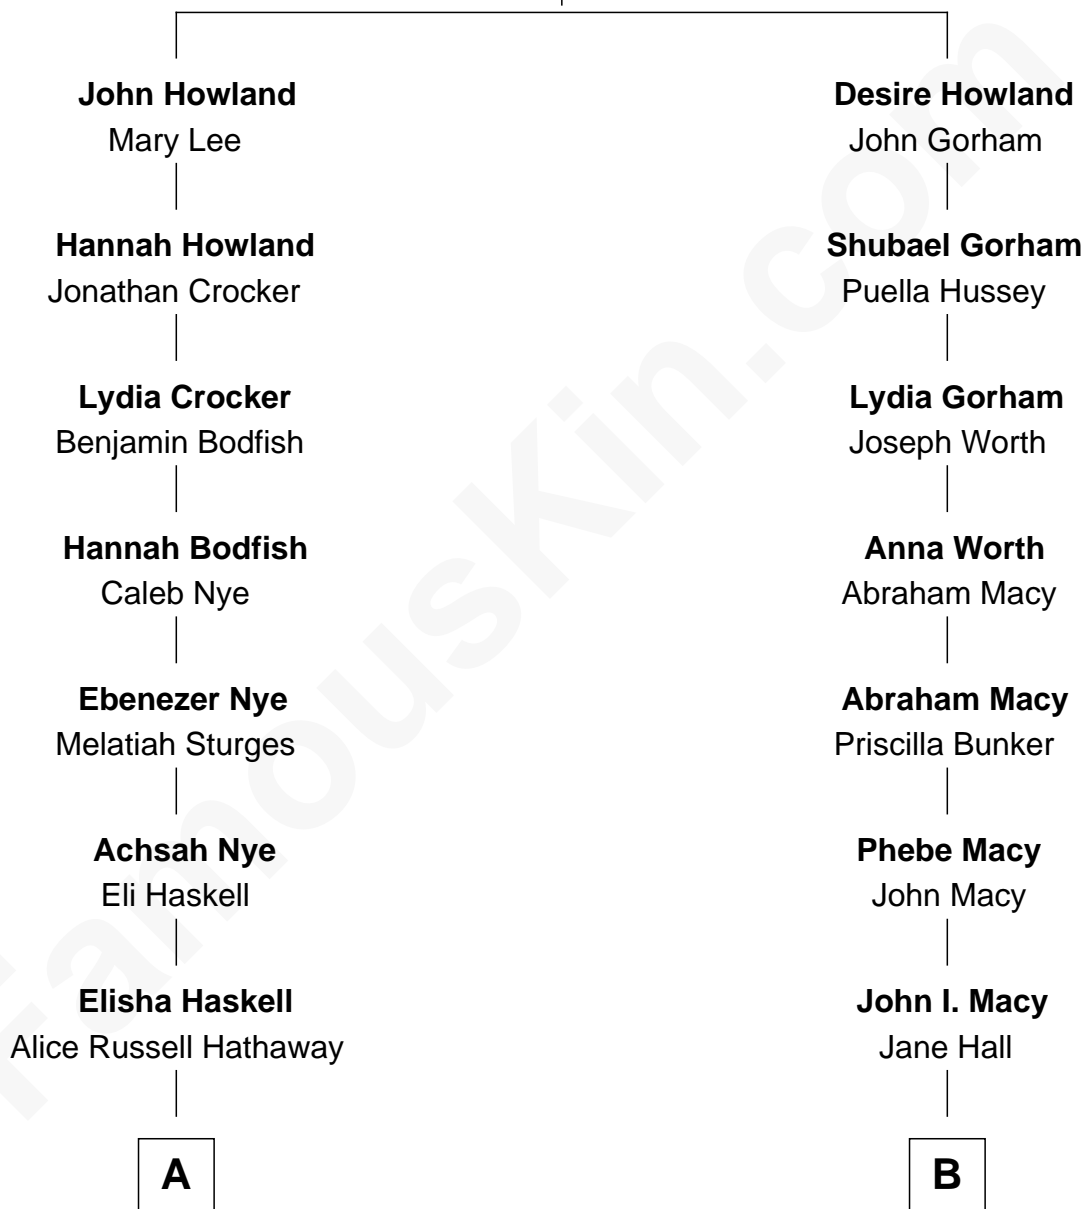 John Howland
Mary Lee
Hannah Howland
Jonathan Crocker
Lydia Crocker
Benjamin Bodfish
Hannah Bodfish
Caleb Nye
Ebenezer Nye
Melatiah Sturges
Achsah Nye
Eli Haskell
Elisha Haskell
Alice Russell Hathaway
A
Desire Howland
John Gorham
Shubael Gorham
Puella Hussey
Lydia Gorham
Joseph Worth
Anna Worth
Abraham Macy
Abraham Macy
Priscilla Bunker
Phebe Macy
John Macy
John I. Macy
Jane Hall
B
FamousKin.com